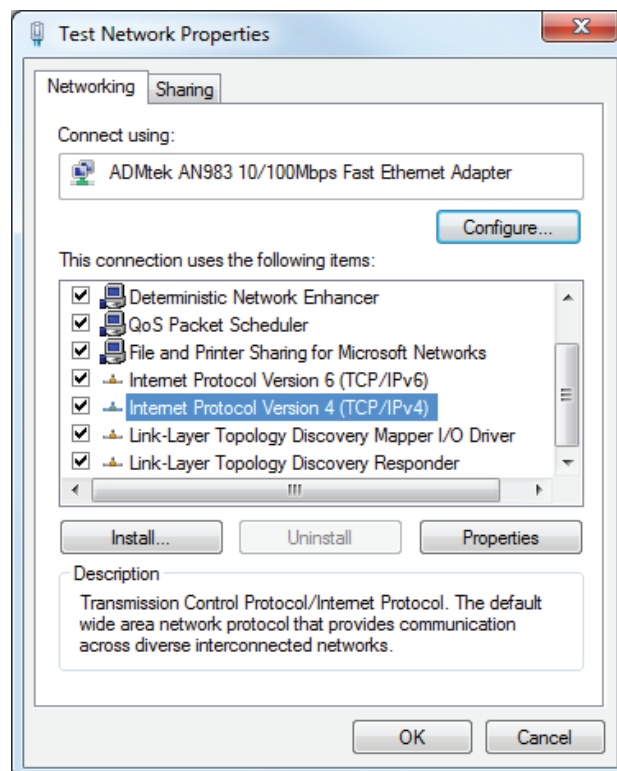 Test Network Properties
Networking
Sharing
Connect using:
ADMtek AN983 10/100Mbps Fast Ethernet Adapter
Configure...
This connection uses the following items:
Deterministic Network Enhancer
QoS Packet Scheduler
File and Printer Sharing for Microsoft Networks
Internet Protocol Version 6 (TCP/IPv6)
Internet Protocol Version 4 (TCP/IPv4)
Link-Layer Topology Discovery Mapper I/O Driver
Link-Layer Topology Discovery Responder
Install...
Uninstall
Properties
Description
Transmission Control Protocol/Internet Protocol. The default
wide area network protocol that provides communication
across diverse interconnected networks.
OK
Cancel